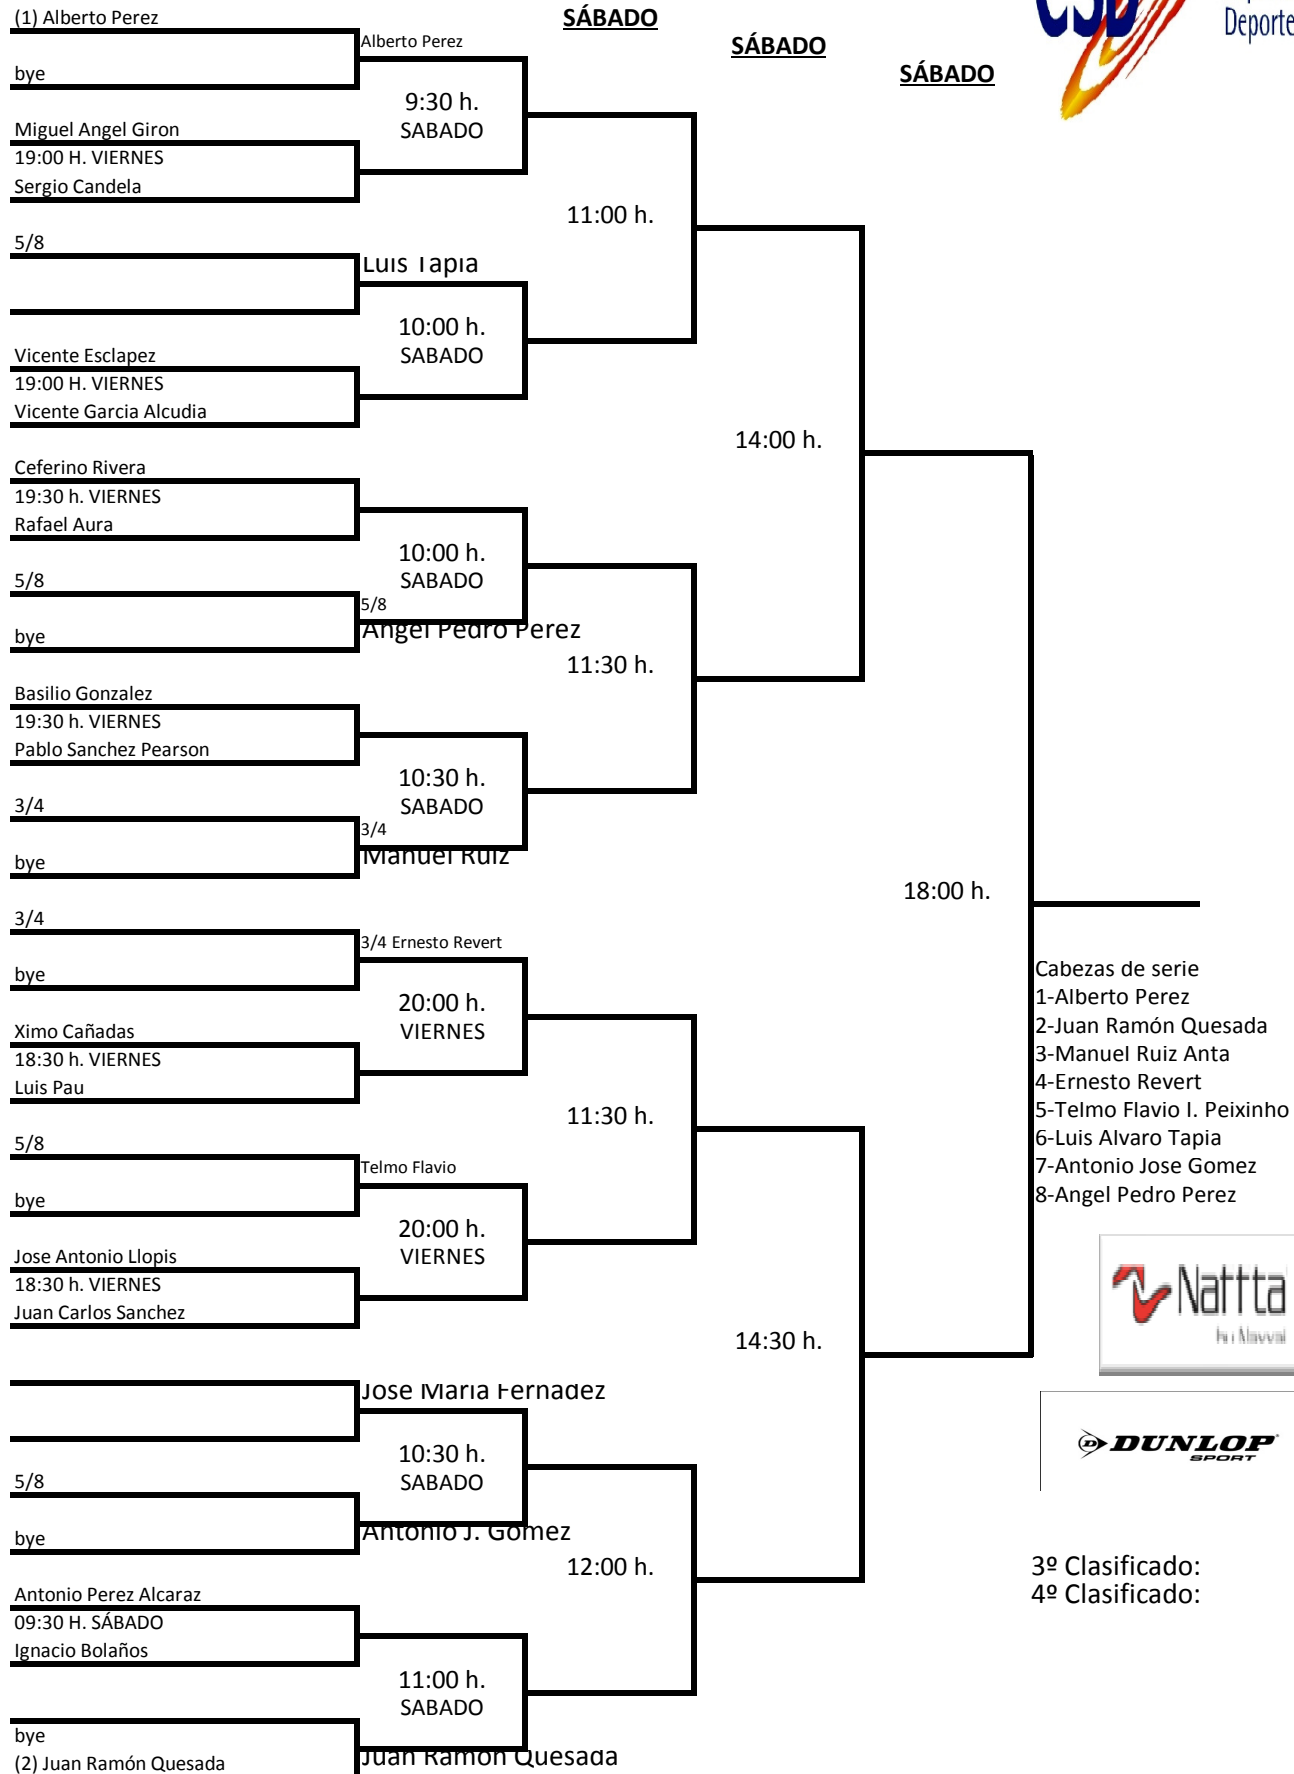 (1) Alberto Perez
SÁBADO
Alberto Perez
SÁBADO
CSD
Deporte
bye
SÁBADO
9:30 h.
SABADO
Miguel Angel Giron
19:00 H. VIERNES
Sergio Candela
11:00 h.
5/8
Luis Tapia
10:00 h.
SABADO
Vicente Esclapez
19:00 H. VIERNES
Vicente Garcia Alcudia
14:00 h.
Ceferino Rivera
19:30 h. VIERNES
Rafael Aura
10:00 h.
SABADO
5/8
5/8
bye
Angel Pedro Perez
11:30 h.
Basilio Gonzalez
19:30 h. VIERNES
Pablo Sanchez Pearson
10:30 h.
SABADO
3/4
3/4
bye
Manuel Ruiz
18:00 h.
3/4
3/4 Ernesto Revert
bye
20:00 h.
VIERNES
Ximo Cañadas
18:30 h. VIERNES
Luis Pau
Cabezas de serie
1-Alberto Perez
2-Juan Ramón Quesada
3-Manuel Ruiz Anta
4-Ernesto Revert
5-Telmo Flavio I. Peixinho
6-Luis Alvaro Tapia
7-Antonio Jose Gomez
8-Angel Pedro Perez
11:30 h.
5/8
Telmo Flavio
bye
20:00 h.
VIERNES
Jose Antonio Llopis
18:30 h. VIERNES
Juan Carlos Sanchez
Nattta
14:30 h.
Jose Maria Fernadez
DUNLOP
SPORT
10:30 h.
SABADO
5/8
bye
Antonio J. Gomez
12:00 h.
3º Clasificado:
4º Clasificado:
Antonio Perez Alcaraz
09:30 H. SÁBADO
Ignacio Bolaños
11:00 h.
SABADO
bye
(2) Juan Ramón Quesada
Juan Ramon Quesada